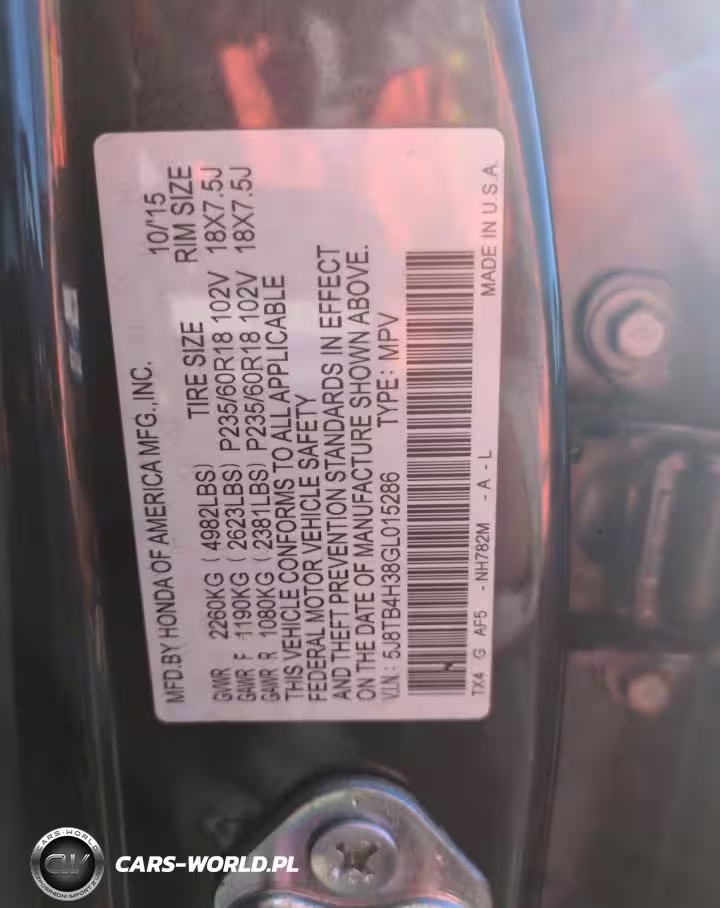 MFD.BY HONDA OF AMERICA MFG.,INC. 10/'15
TIRE SIZE RIM SIZE
GVWR 2260KG ( 4982LBS)
GAWR F 1190KG ( 2623LBS) P235/60R18 102V 18X7.5J
GAWR R 1080KG ( 2381LBS) P235/60R18 102V 18X7.5J
THIS VEHICLE CONFORMS TO ALL APPLICABLE
FEDERAL MOTOR VEHICLE SAFETY
AND THEFT PREVENTION STANDARDS IN EFFECT
ON THE DATE OF MANUFACTURE SHOWN ABOVE.
V.I.N.: 5J8TB4H38GL015286 TYPE: MPV
TX4 G AF5 - NH782M - A - L MADE IN U.S.A
CARS-WORLD
CW
CARS-WORLD.PL